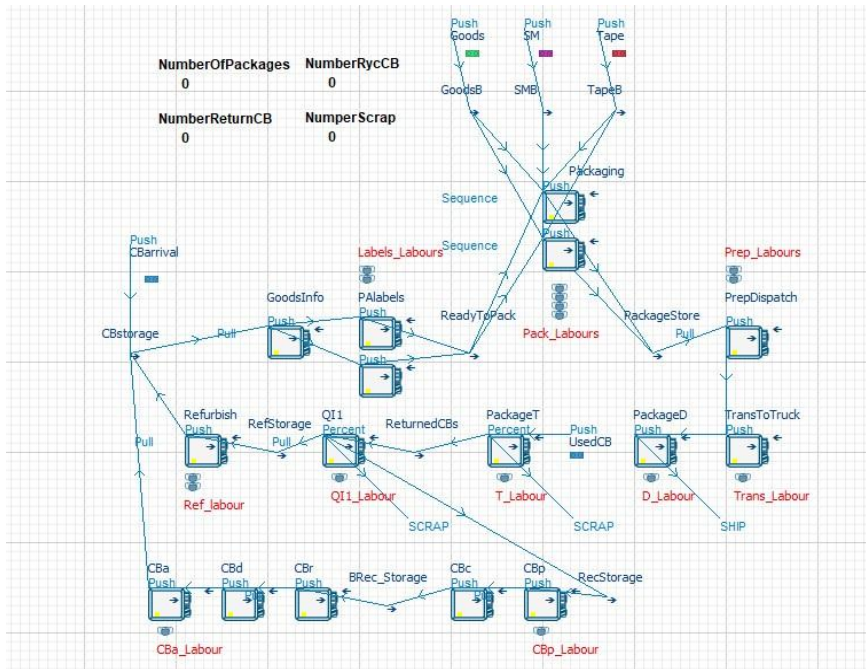 Push
Goods
Push
SM
Push
Tape
NumberOfPackages
0
NumberRycCB
0
GoodsB
SMB
TapeB
NumberReturnCB
0
NumperScrap
0
Packaging
Push
Sequence
Push
Sequence
Push
CBarrival
Labels_Labours
Prep_Labours
GoodsInfo
PAlabels
ReadyToPack
Pack_Labours
PackageStore
PrepDispatch
CBstorage
Pull
Push
Push
Push
Pull
Push
Refurbish
RefStorage
QI1
ReturnedCBs
PackageT
Push
UsedCB
PackageD
TransToTruck
Pull
Push
Pull
Percent
Percent
Push
Push
Ref_labour
QI1_Labour
T_Labour
D_Labour
Trans_Labour
SCRAP
SCRAP
SHIP
CBa
CBd
CBr
BRec_Storage
CBc
CBp
RecStorage
Push
Push
Push
Push
Push
CBa_Labour
CBp_Labour